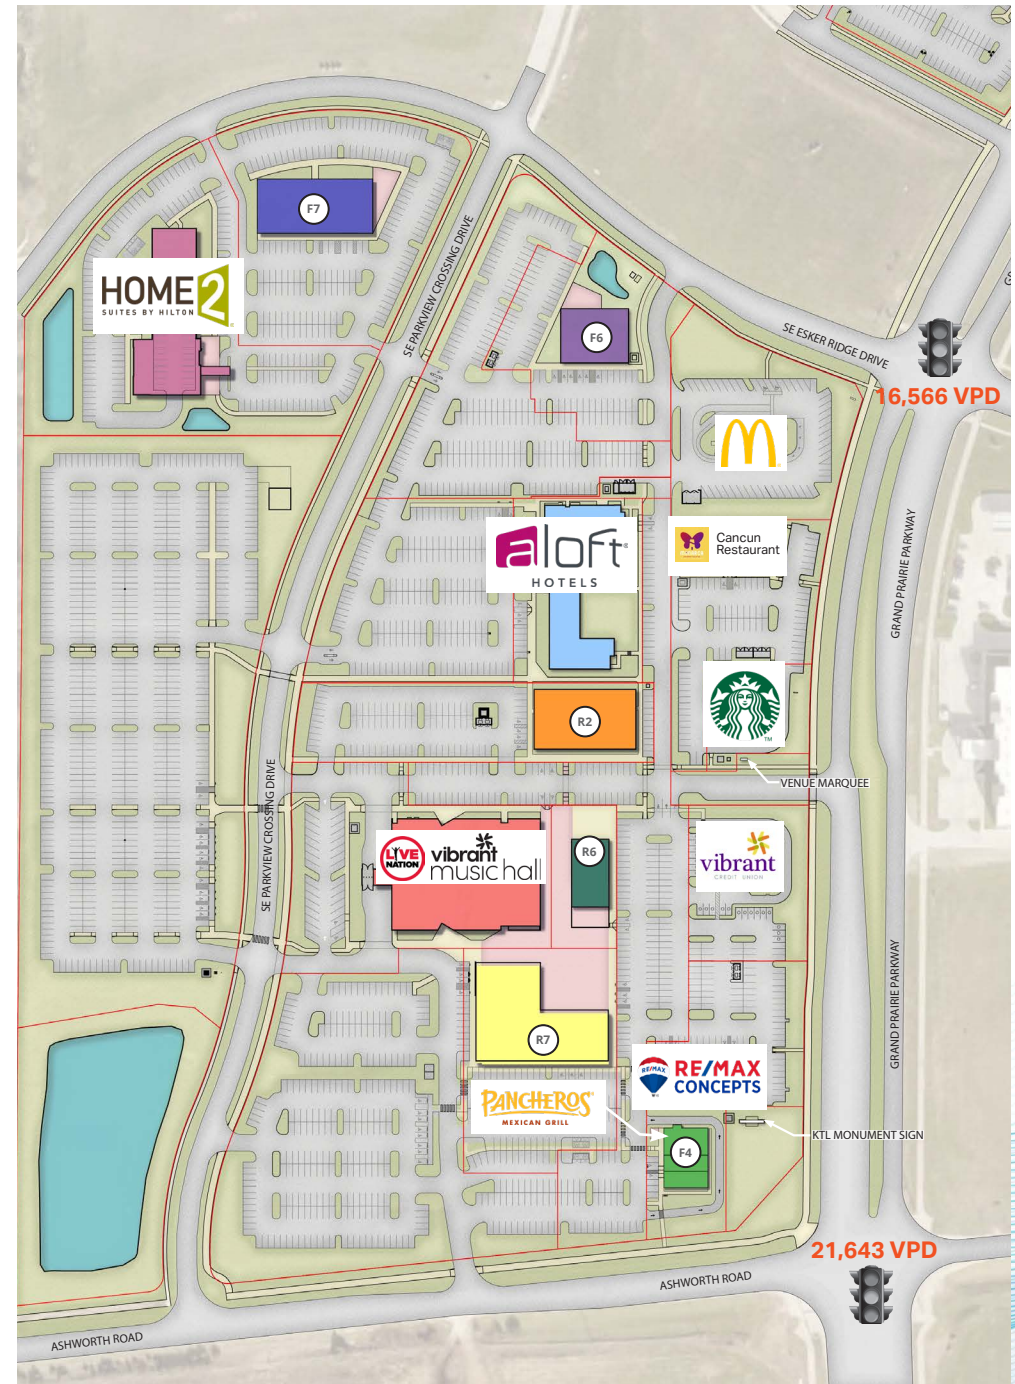 F7
HOME2
SUITES BY HILTON
SE PARKVIEW CROSSING DRIVE
F6
SE ESKER RIDGE DRIVE
16,566 VPD
aloft
HOTELS
Cancun
Restaurant
GRAND PRAIRIE PARKWAY
R2
TM
VENUE MARQUEE
SE PARKVIEW CROSSING DRIVE
LIVE NATION
vibrant
music hall
R6
vibrant
CREDIT UNION
GRAND PRAIRIE PARKWAY
R7
RE/MAX
RE/MAX
CONCEPTS
PANCHEROS
MEXICAN GRILL
KTL MONUMENT SIGN
F4
21,643 VPD
ASHWORTH ROAD
ASHWORTH ROAD